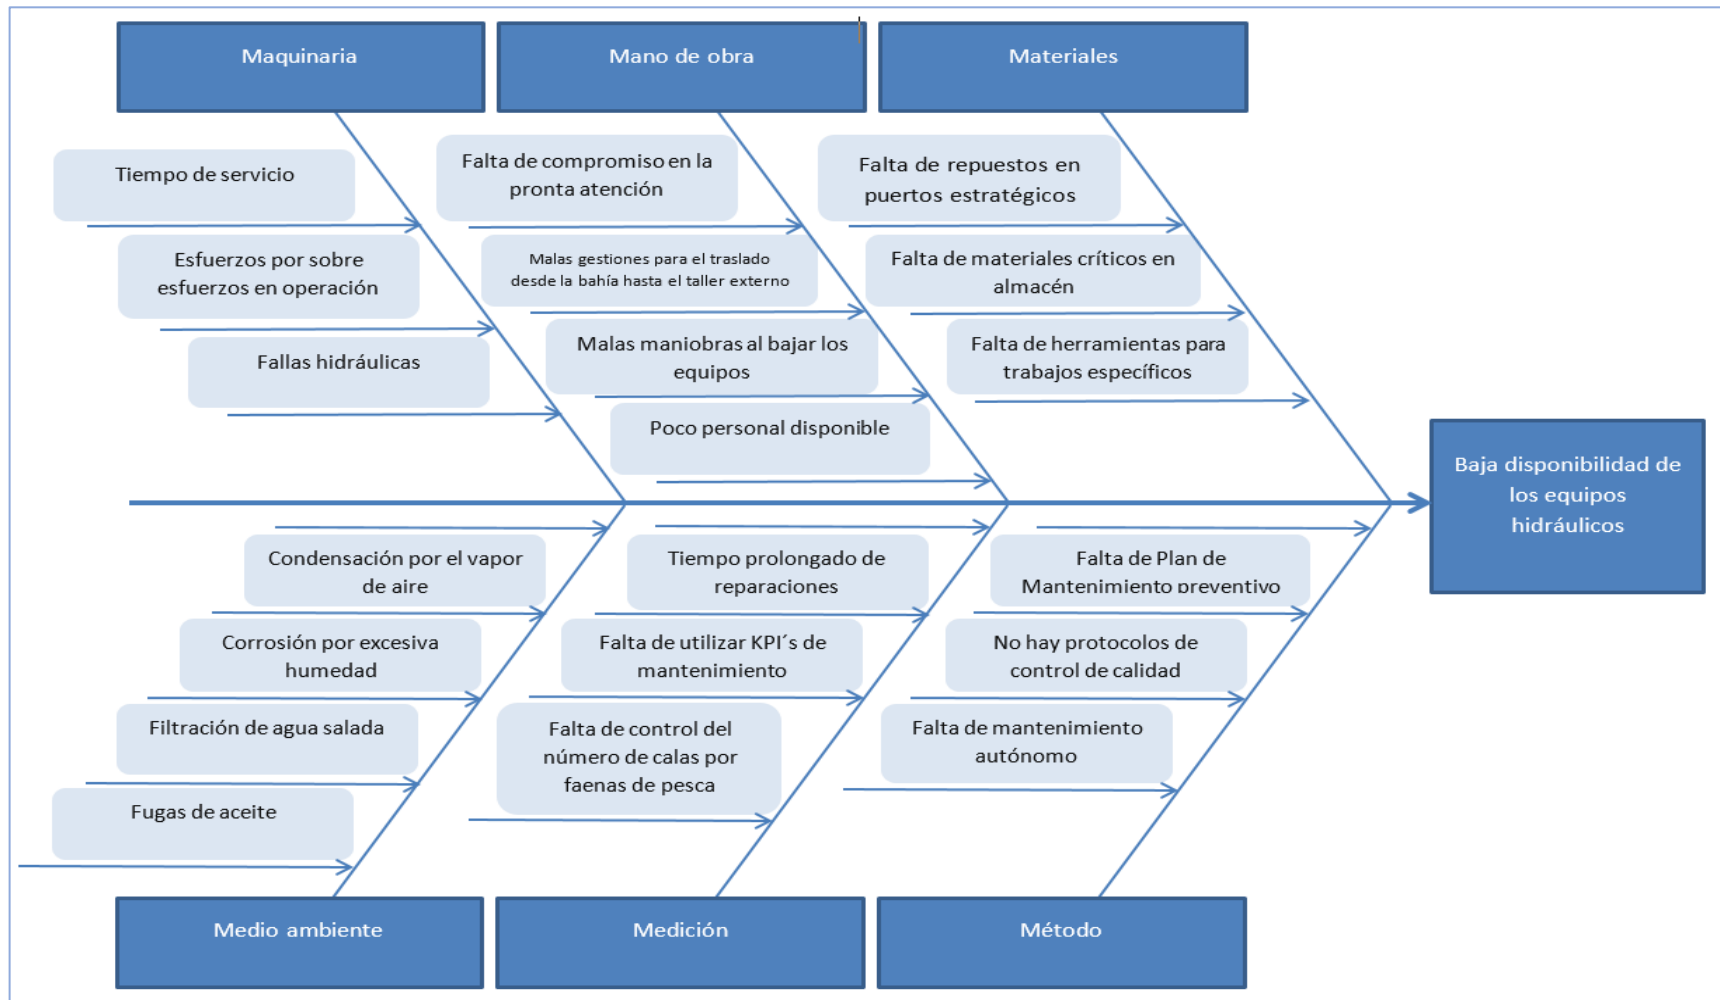 Maquinaria
Mano de obra
Materiales
Tiempo de servicio
Esfuerzos por sobre
esfuerzos en operación
Fallas hidráulicas
Falta de compromiso en la
pronta atención
Malas gestiones para el traslado
desde la bahía hasta el taller externo
Malas maniobras al bajar los
equipos
Poco personal disponible
Falta de repuestos en
puertos estratégicos
Falta de materiales críticos en
almacén
Falta de herramientas para
trabajos específicos
Baja disponibilidad de
los equipos
hidráulicos
Condensación por el vapor
de aire
Corrosión por excesiva
humedad
Filtración de agua salada
Fugas de aceite
Tiempo prolongado de
reparaciones
Falta de utilizar KPI´s de
mantenimiento
Falta de control del
número de calas por
faenas de pesca
Falta de Plan de
Mantenimiento preventivo
No hay protocolos de
control de calidad
Falta de mantenimiento
autónomo
Medio ambiente
Medición
Método